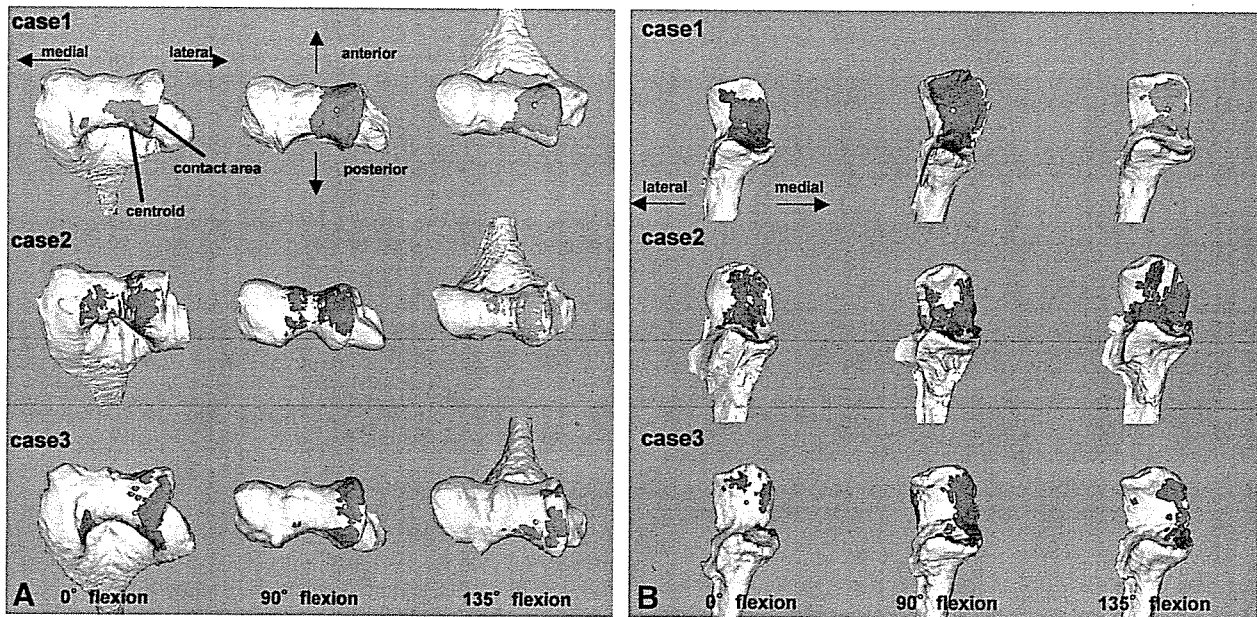 case1
medial
lateral
anterior
posterior
contact area
centroid
case2
case3
A
0° flexion
90° flexion
135° flexion
case1
lateral
medial
case2
case3
B
0° flexion
90° flexion
135° flexion